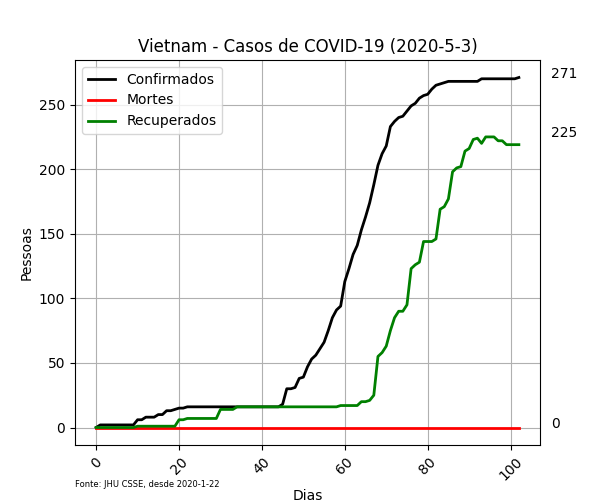 Vietnam - Casos de COVID-19 (2020-5-3)
Confirmados
Mortes
Recuperados
271
225
0
Pessoas
250
200
150
100
50
0
0
20
40
60
80
100
Fonte: JHU CSSE, desde 2020-1-22
Dias